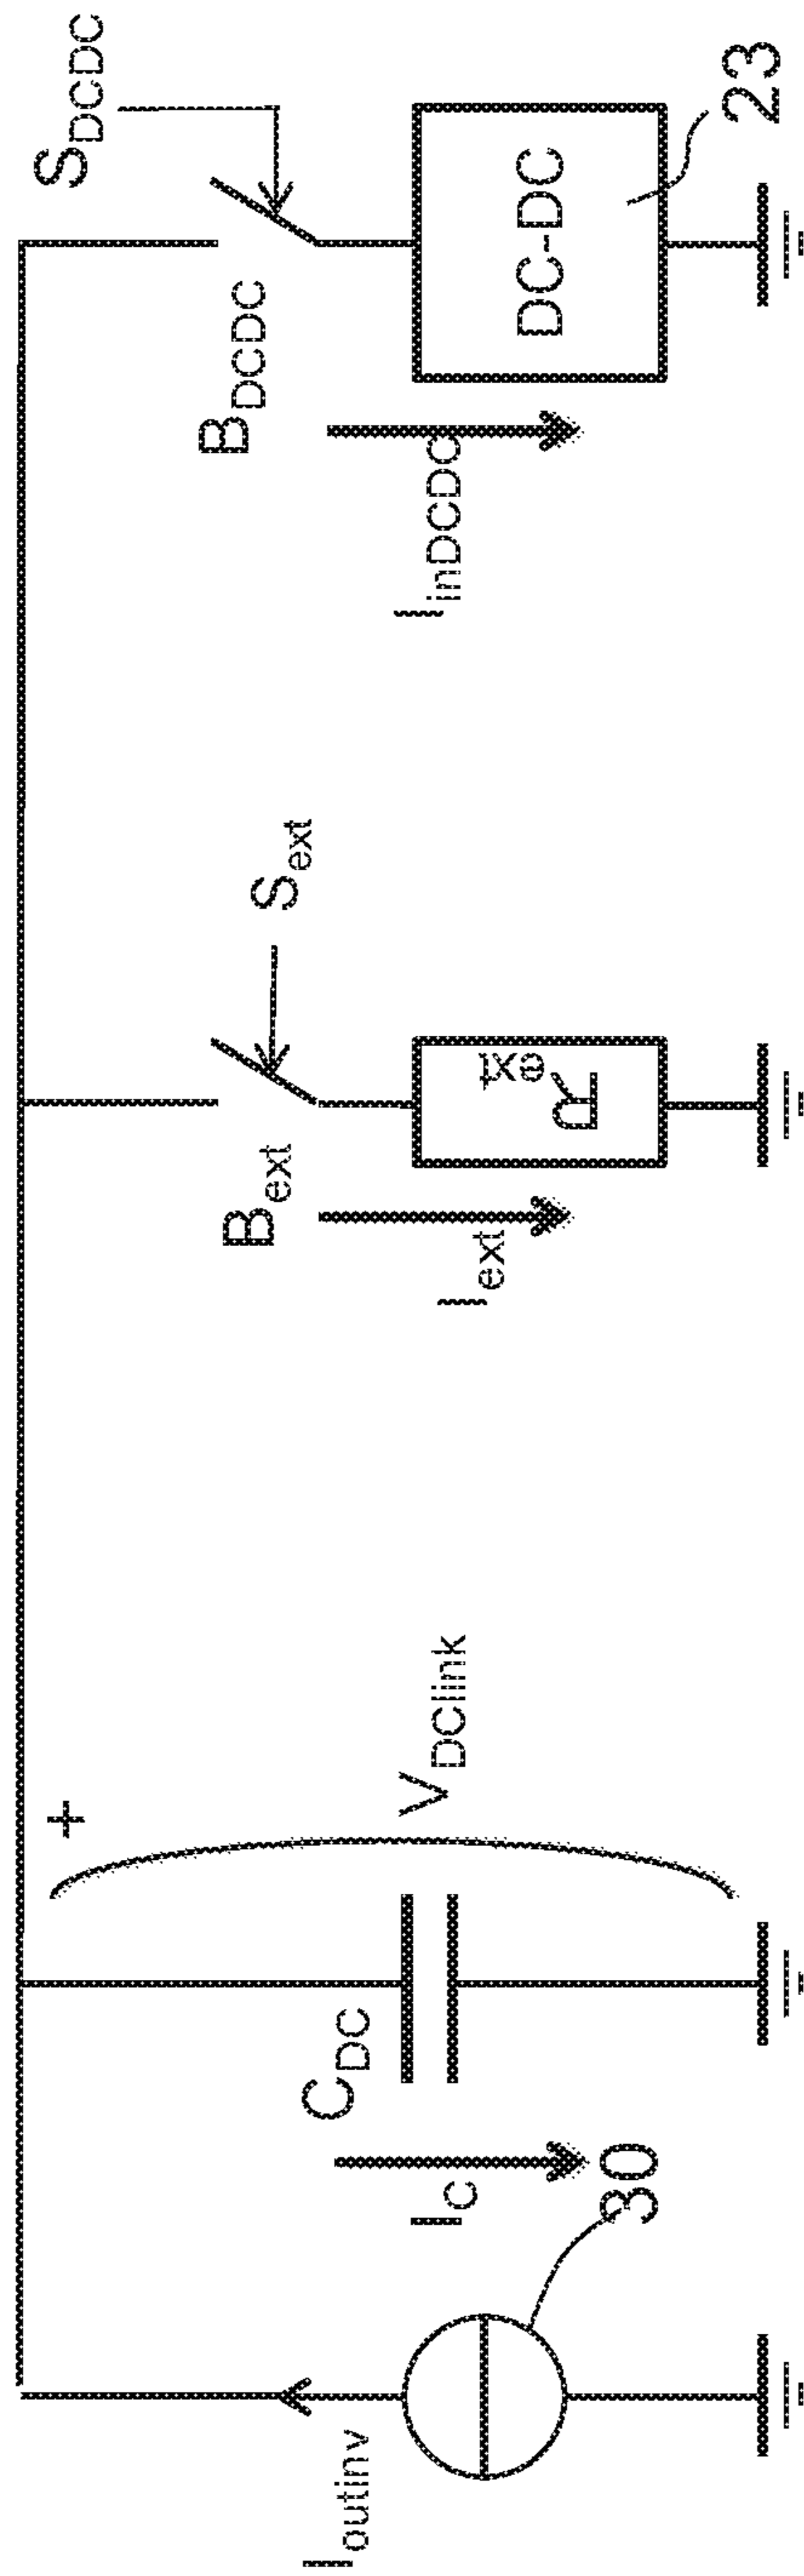 I_outinv
30
I_C
C_DC
+
V_DClink
I_ext
B_ext
R_ext
S_ext
I_inDCDC
B_DCDC
DC-DC
S_DCDC
23